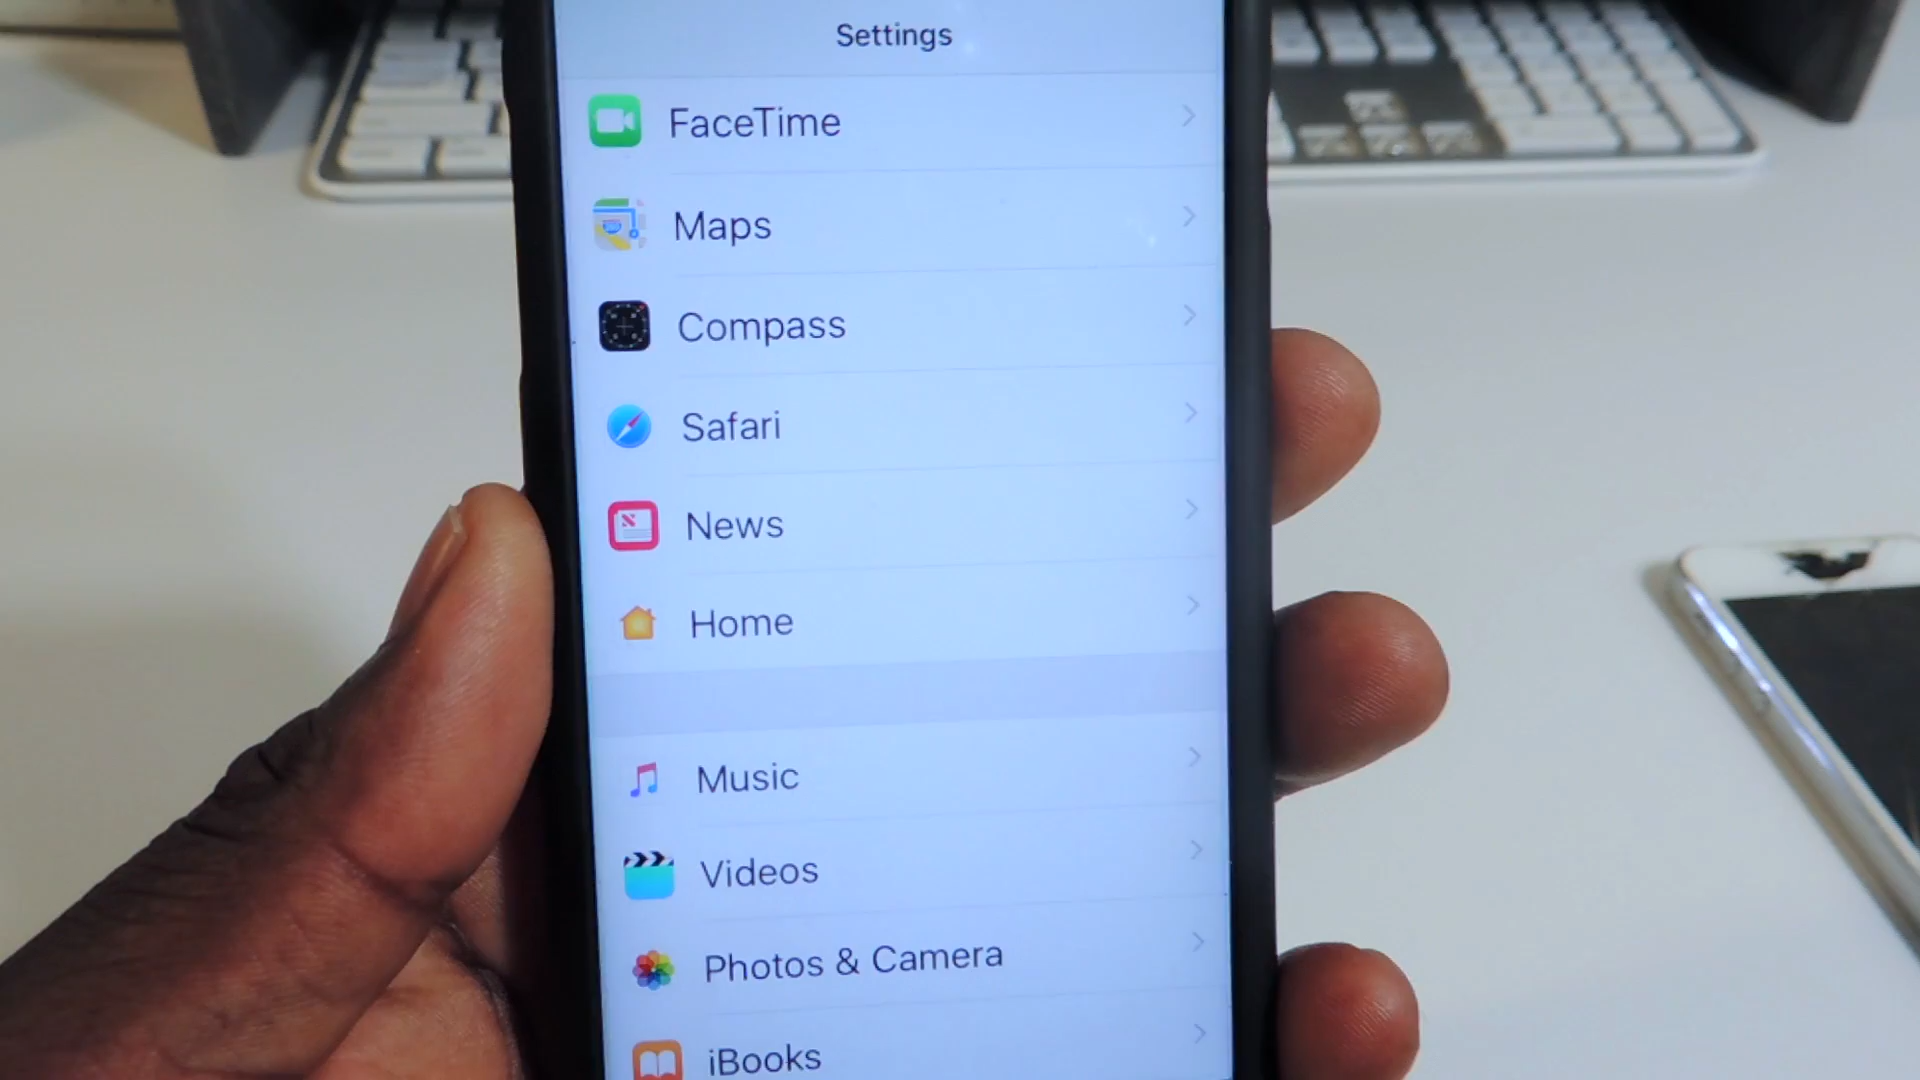 Settings
FaceTime
Maps
Compass
Safari
News
Home
Music
Videos
Photos & Camera
iBooks